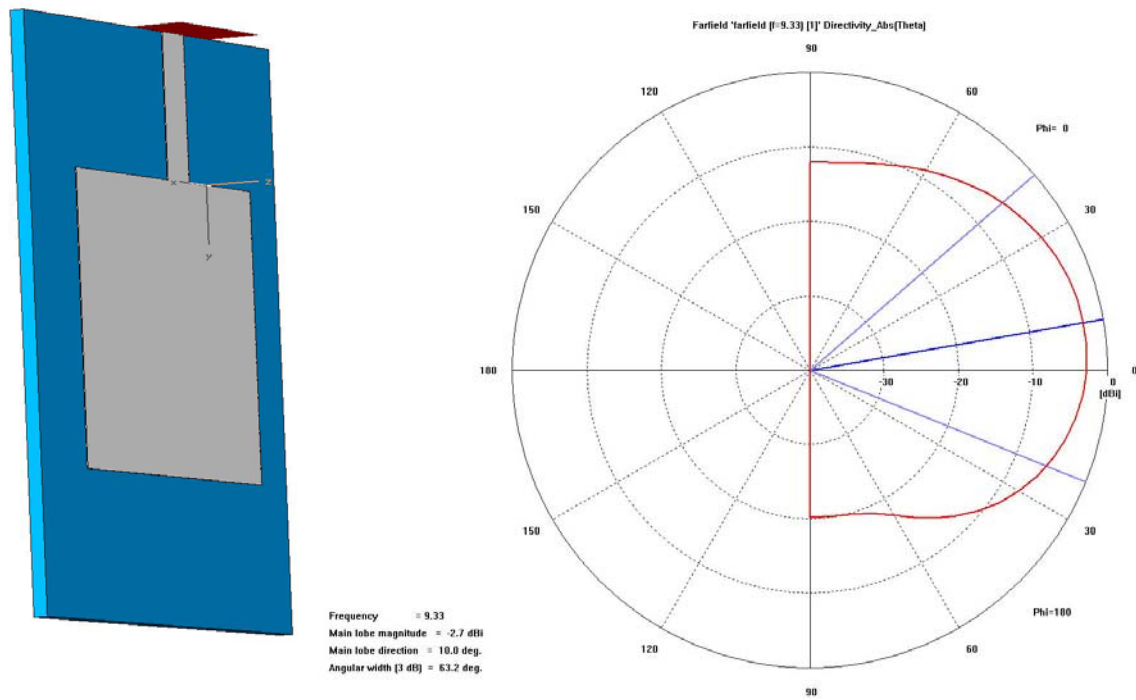 Farfield 'farfield (f=9.33) [1]' Directivity_Abs(Theta)
90
120
60
Phi= 0
150
30
x
z
y
180
-30
-20
-10
0
0
[dBi]
150
30
Phi=180
120
60
90
Frequency = 9.33
Main lobe magnitude = -2.7 dBi
Main lobe direction = 10.0 deg.
Angular width (3 dB) = 63.2 deg.